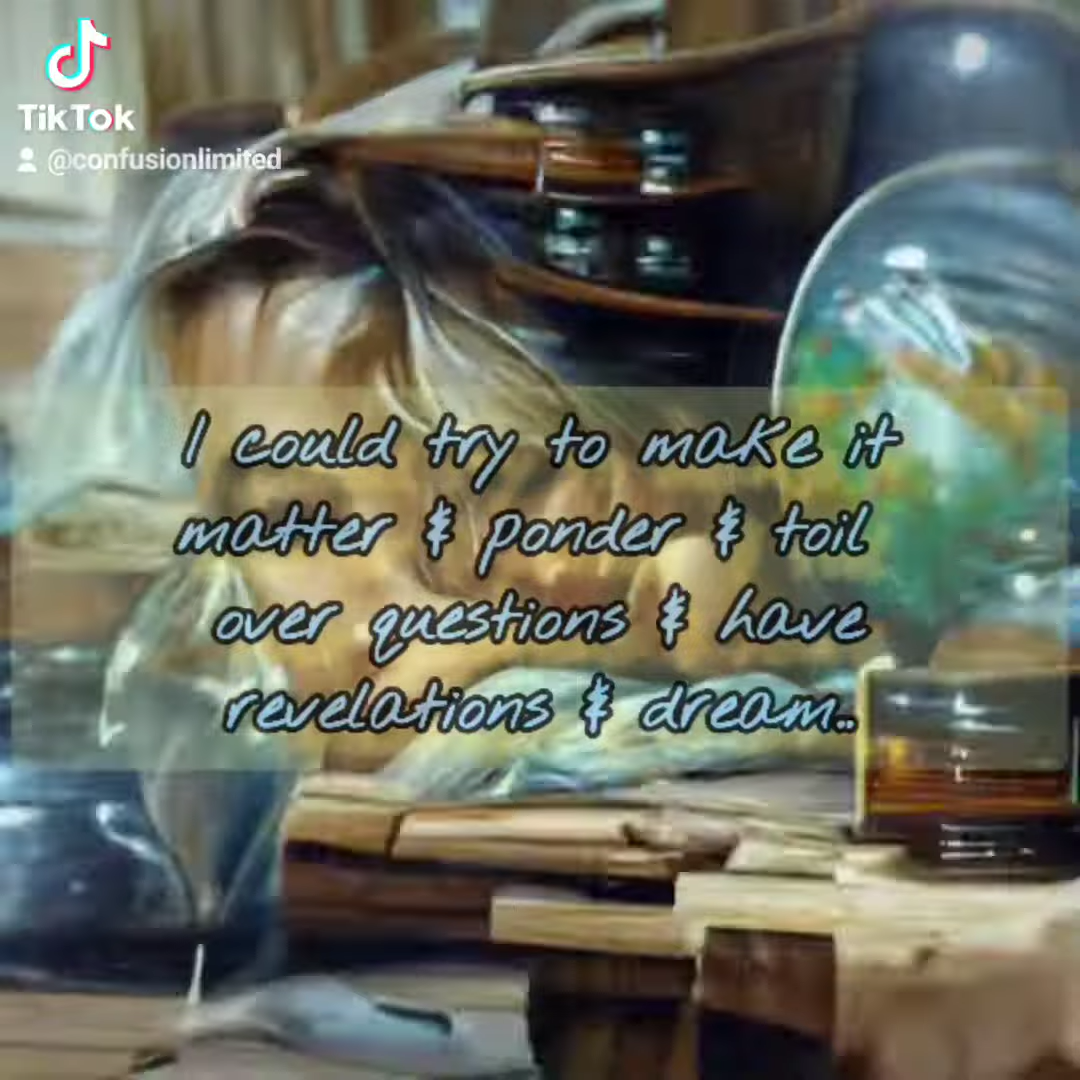 TikTok
@confusionlimited
I could try to make it
matter & ponder & toil
over questions & have
revelations & dream..